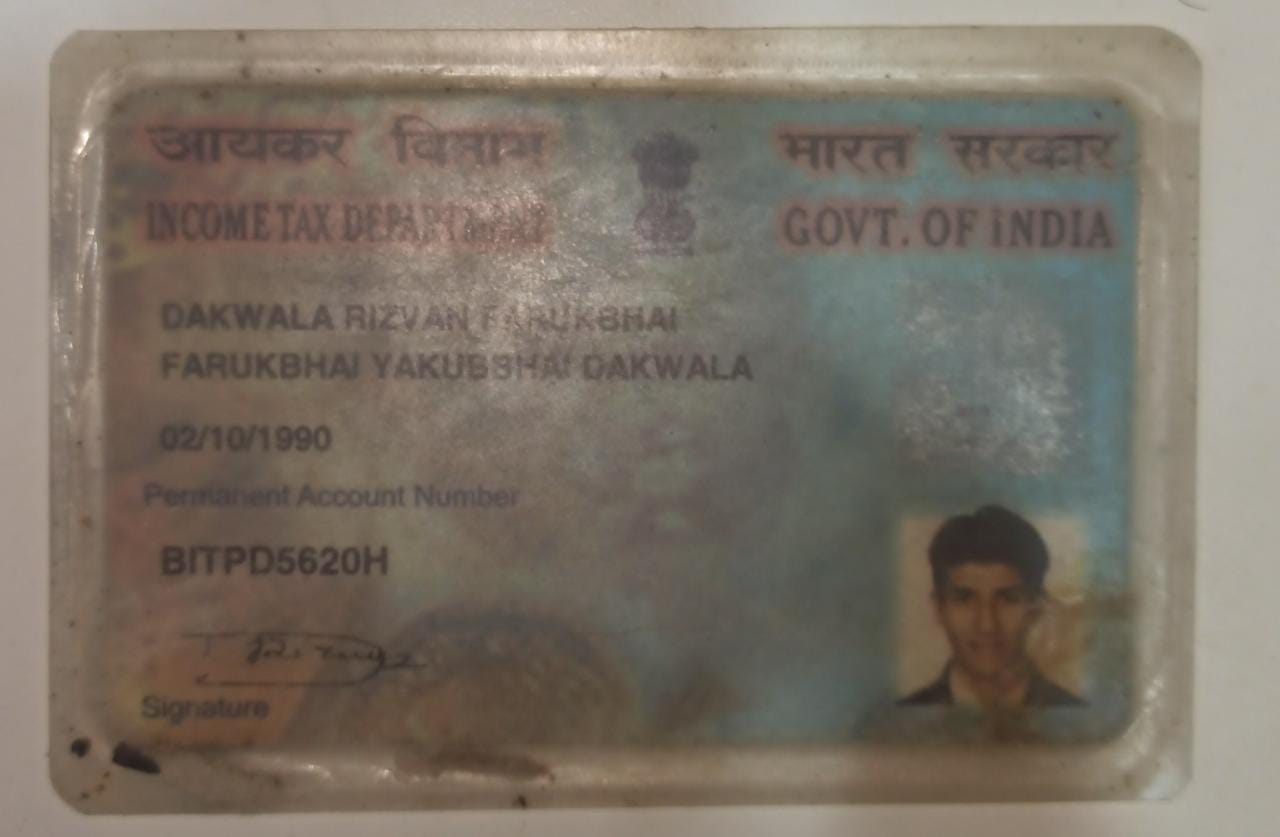 आयकर विभाग भारत सरकार
INCOME TAX DEPARTMENT GOVT. OF INDIA
DAKWALA RIZVAN FARUKBHAI
FARUKBHAI YAKUBBHAI DAKWALA
02/10/1990
Permanent Account Number
BITPD5620H
Signature